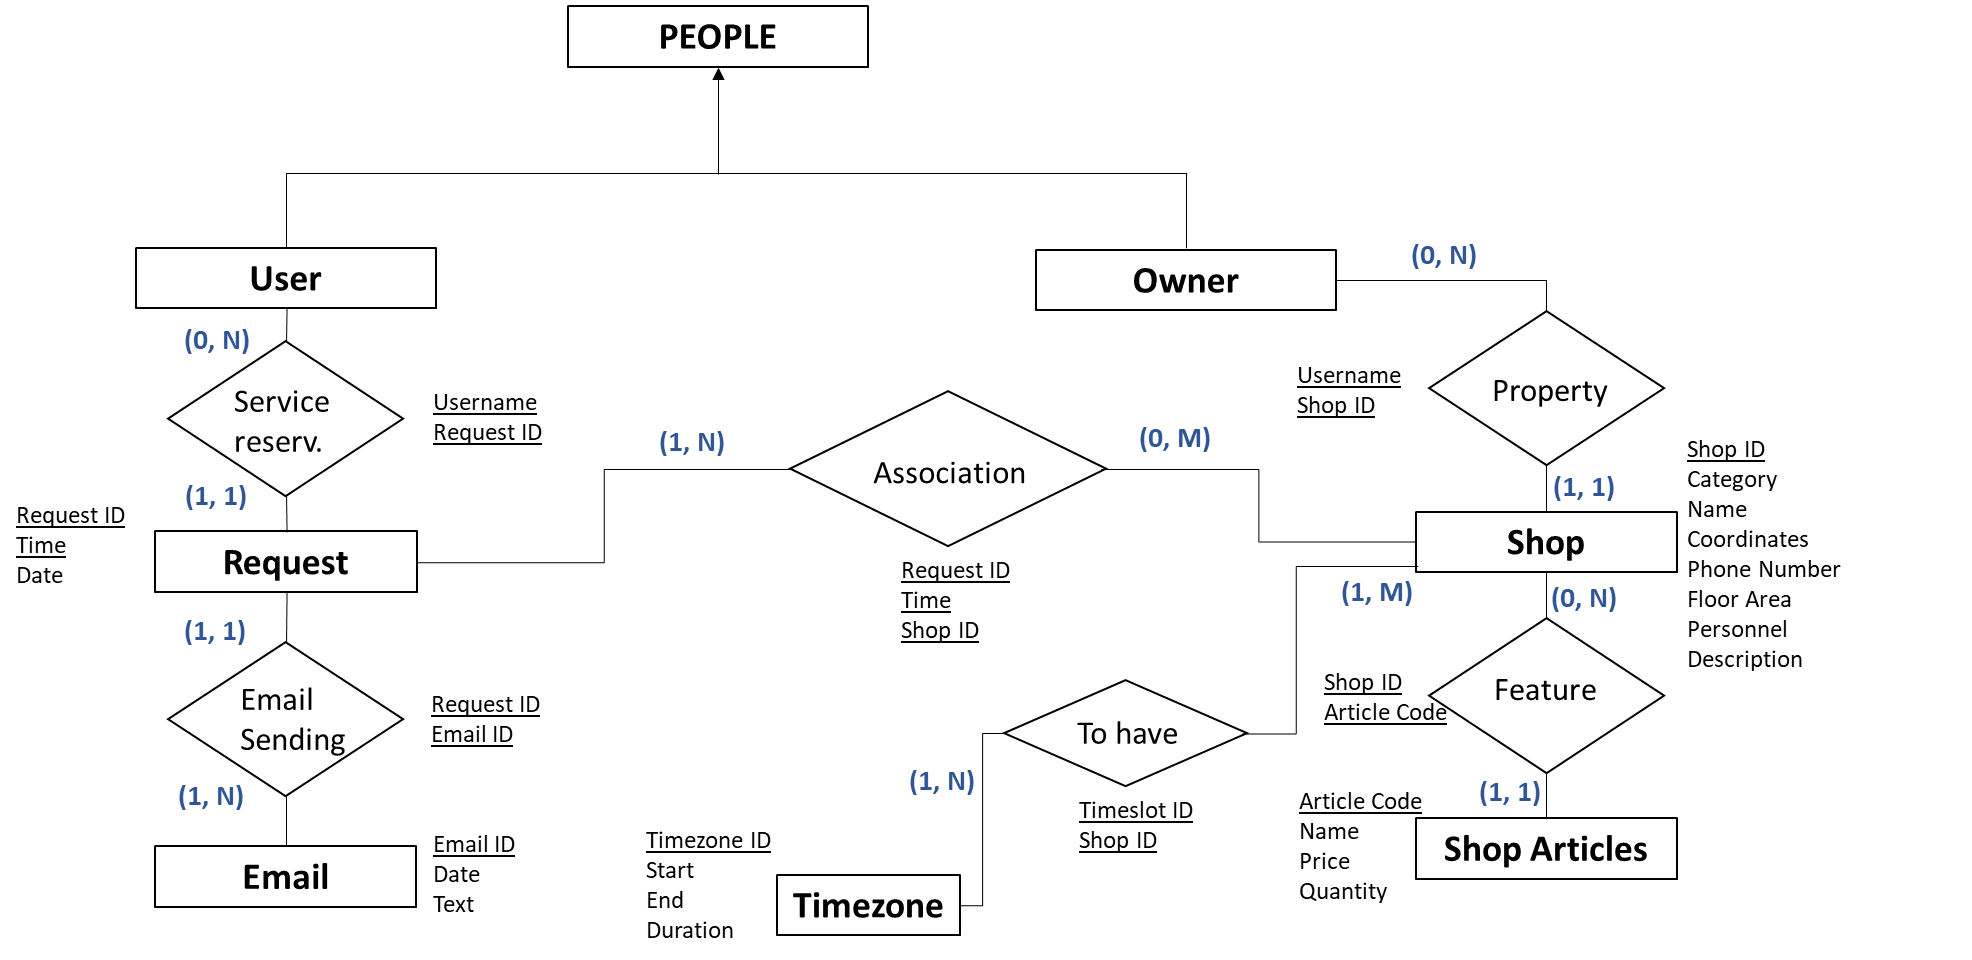 PEOPLE
User
Owner
(0, N)
(0, N)
Service
reserv.
Username
Request ID
(1, 1)
Request ID
Time
Date
Request
(1, N)
Association
(0, M)
Request ID
Time
Shop ID
Username
Shop ID
Property
(1, 1)
Shop
Shop ID
Category
Name
Coordinates
Phone Number
Floor Area
Personnel
Description
(1, M)
(0, N)
(1, 1)
Email
Sending
Request ID
Email ID
(1, N)
Email
Email ID
Date
Text
To have
(1, N)
Timeslot ID
Shop ID
Timezone ID
Start
End
Duration
Timezone
Shop ID
Article Code
Feature
(1, 1)
Article Code
Name
Price
Quantity
Shop Articles